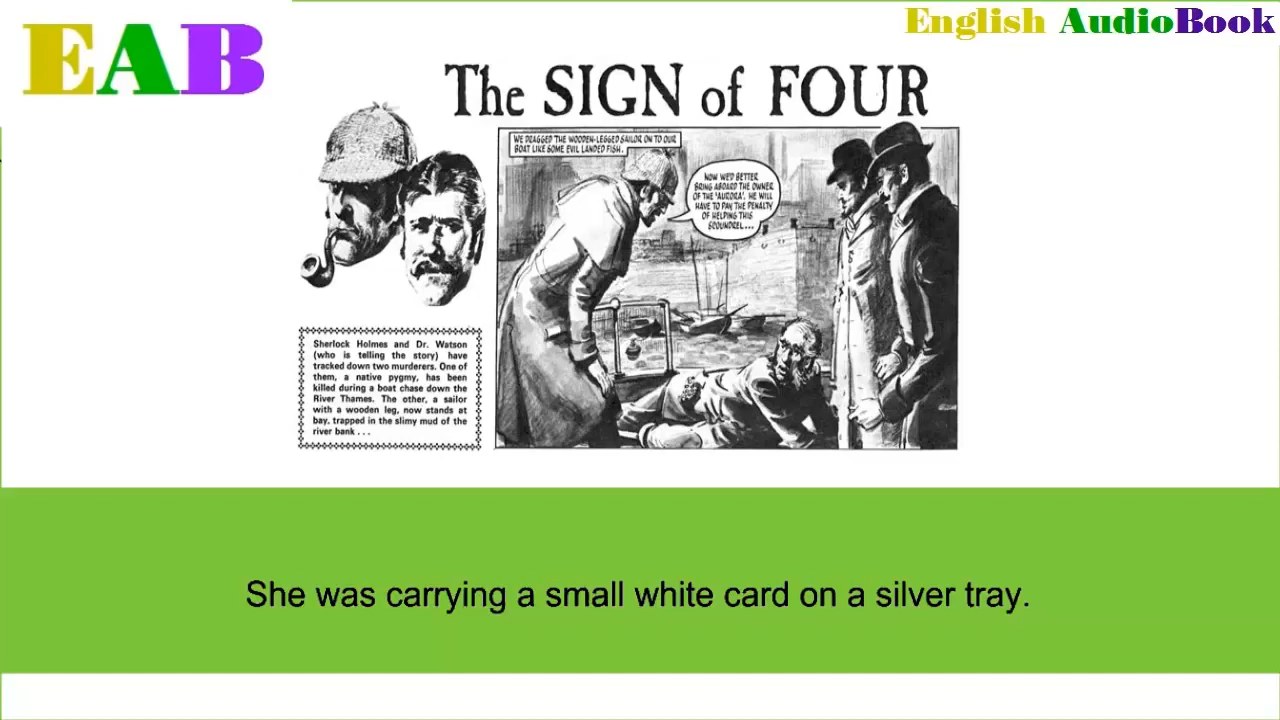 EAB
English AudioBook
The SIGN of FOUR
WE DRAGGED THE WOODEN-LEGGED SAILOR ON TO OUR
BOAT LIKE SOME EVIL LANDED FISH.
NOW WE'D BETTER
BRING ABOARD THE OWNER
OF THE 'AURORA'. HE WILL
HAVE TO PAY THE PENALTY
OF HELPING THIS
SCOUNDREL...
Sherlock Holmes and Dr. Watson
(who is telling the story) have
tracked down two murderers. One of
them, a native pygmy, has been
killed during a boat chase down the
River Thames. The other, a sailor
with a wooden leg, now stands at
bay, trapped in the slimy mud of the
river bank . . .
She was carrying a small white card on a silver tray.